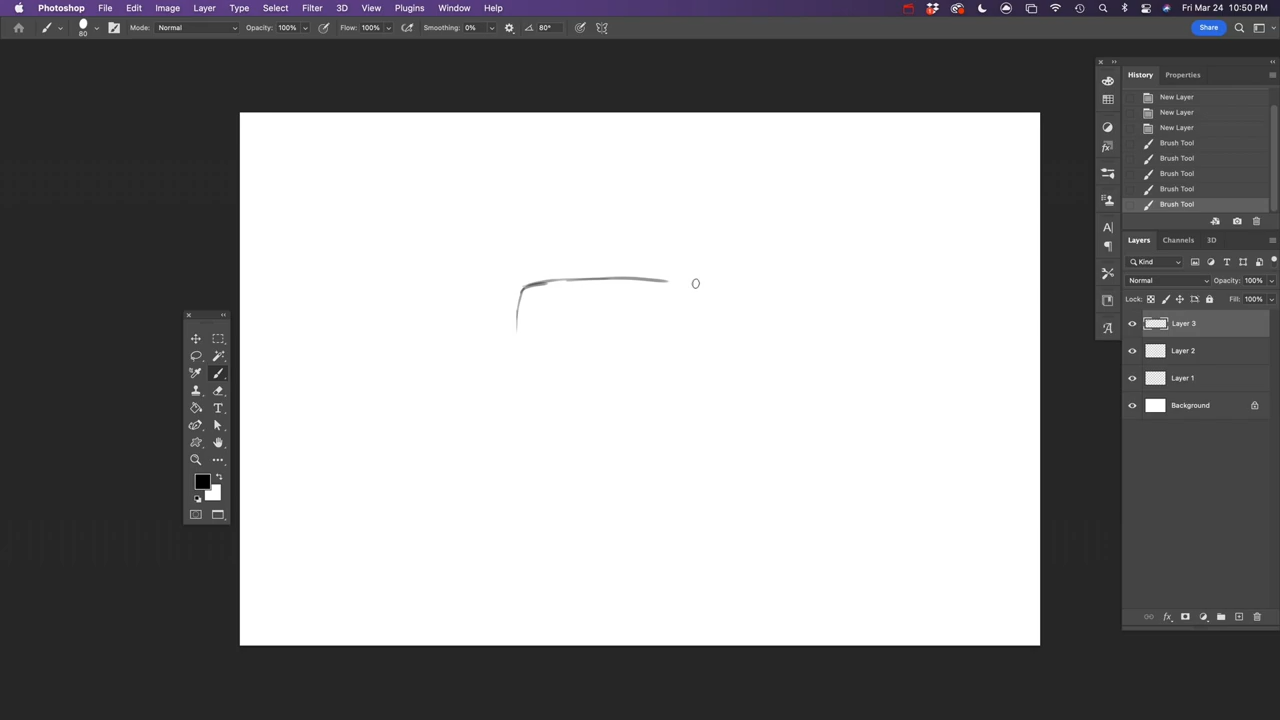 Photoshop File Edit Image Layer Type Select Filter 3D View Plugins Window Help Fri Mar 24 10:50 PM
80 Mode: Normal Opacity: 100% Flow: 100% Smoothing: 0% 80° Share
History Properties
New Layer
New Layer
New Layer
Brush Tool
Brush Tool
Brush Tool
Brush Tool
Brush Tool
Layers Channels 3D
Kind
Normal Opacity: 100%
Lock: Fill: 100%
Layer 3
Layer 2
Layer 1
Background